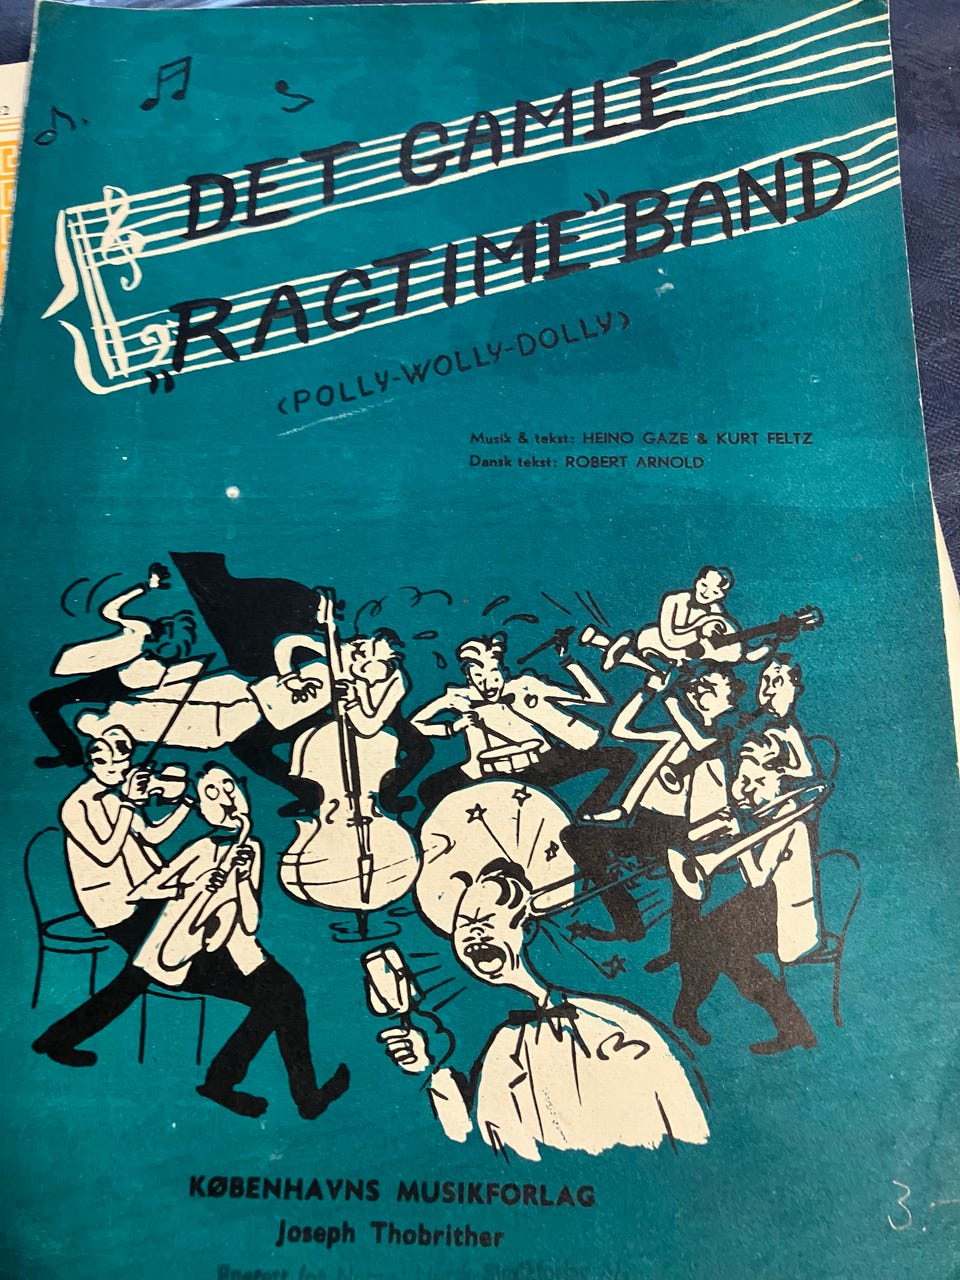 DET GAMLE
„RAGTIME” BAND
(POLLY-WOLLY-DOLLY)
Musik & tekst: HEINO GAZE & KURT FELTZ
Dansk tekst: ROBERT ARNOLD
KØBENHAVNS MUSIKFORLAG
Joseph Thobrither
3.-